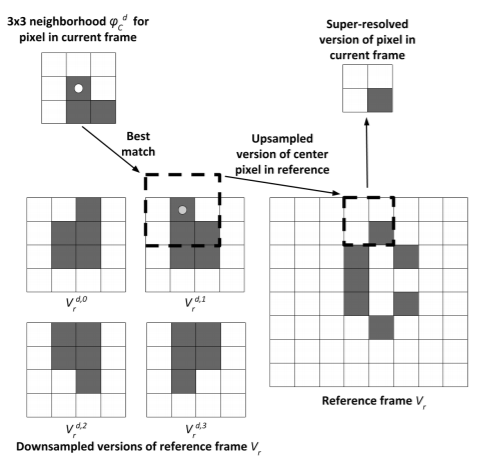 3x3 neighborhood φ_C^d for
pixel in current frame
Super-resolved
version of pixel in
current frame
Best
match
Upsampled
version of center
pixel in reference
V_r^{d,0}
V_r^{d,1}
V_r^{d,2}
V_r^{d,3}
Reference frame V_r
Downsampled versions of reference frame V_r